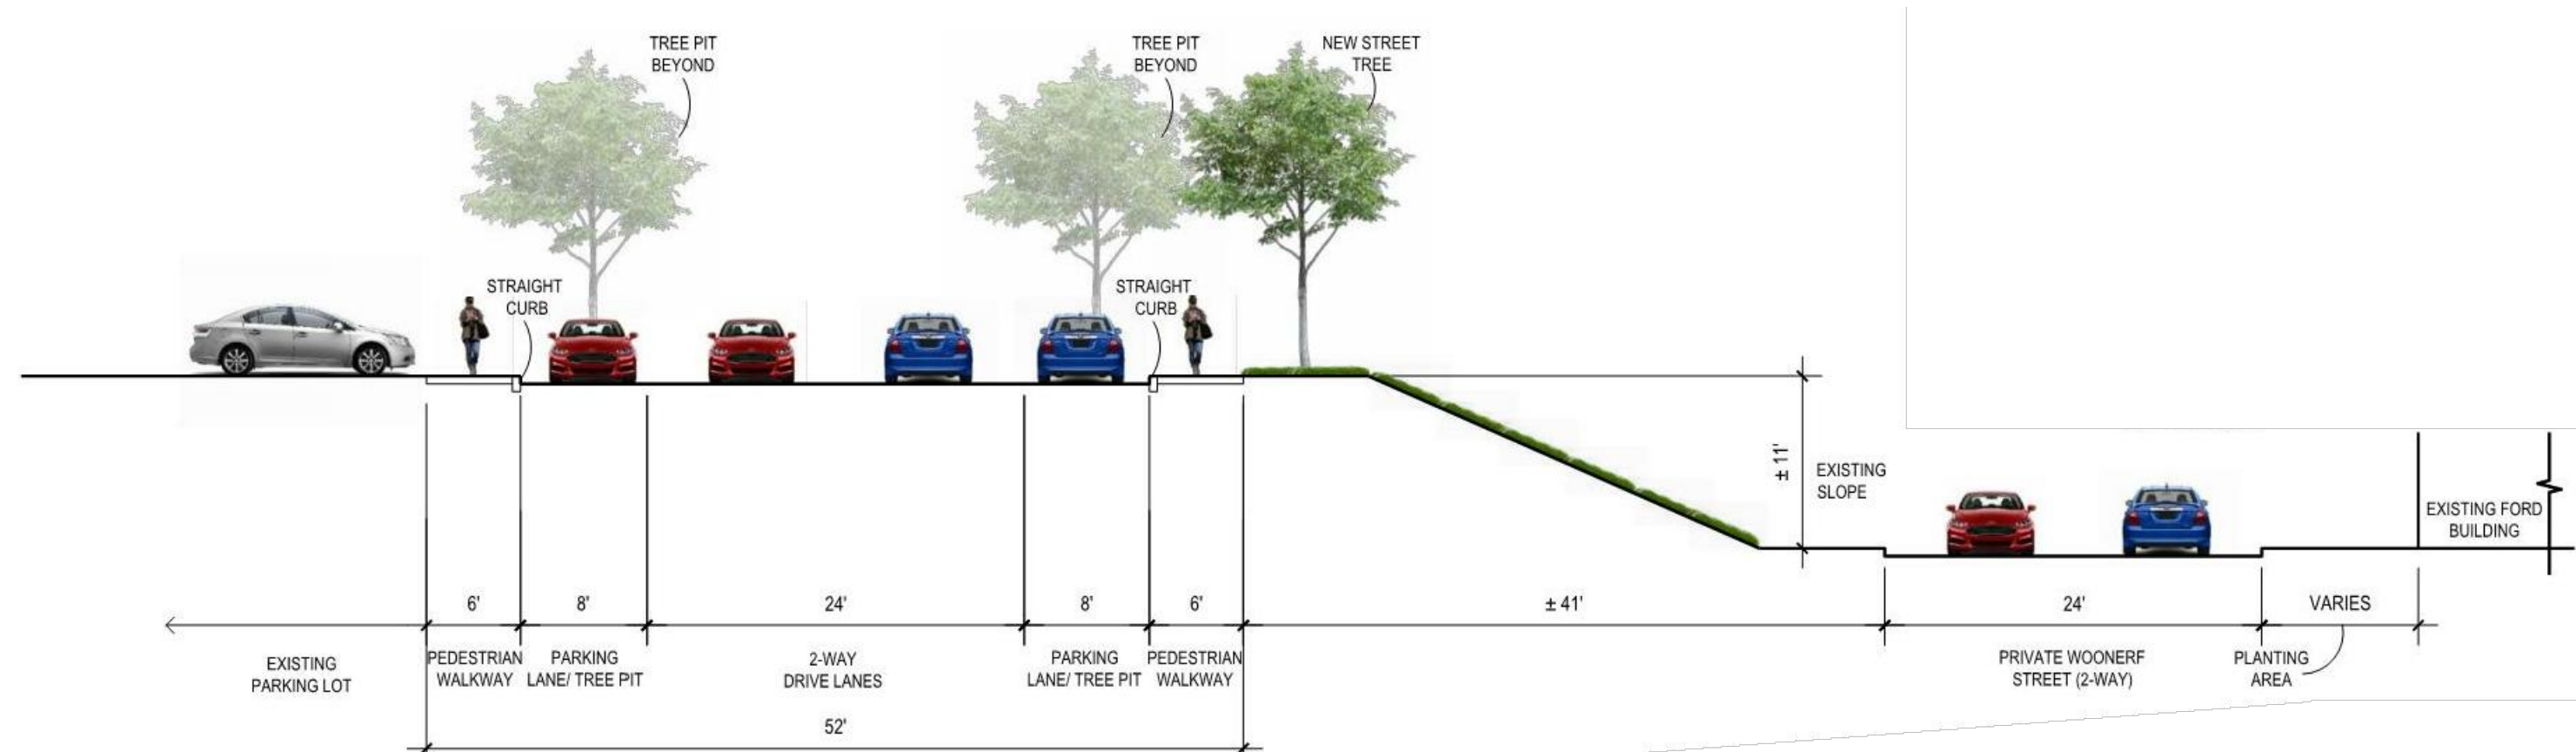 TREE PIT
BEYOND
TREE PIT
BEYOND
NEW STREET
TREE
STRAIGHT
CURB
STRAIGHT
CURB
± 11'
EXISTING
SLOPE
EXISTING FORD
BUILDING
6'
8'
24'
8'
6'
± 41'
24'
VARIES
EXISTING
PARKING LOT
PEDESTRIAN
WALKWAY
PARKING
LANE/ TREE PIT
2-WAY
DRIVE LANES
PARKING
LANE/ TREE PIT
PEDESTRIAN
WALKWAY
PRIVATE WOONERF
STREET (2-WAY)
PLANTING
AREA
52'